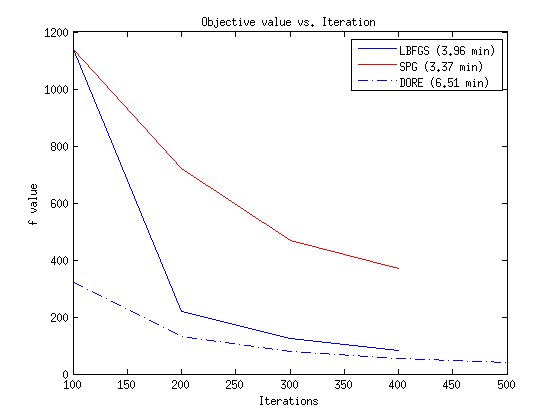 Objective value vs. Iteration
LBFGS (3.96 min)
SPG (3.37 min)
DORE (6.51 min)
f value
1200
1000
800
600
400
200
0
100 150 200 250 300 350 400 450 500
Iterations